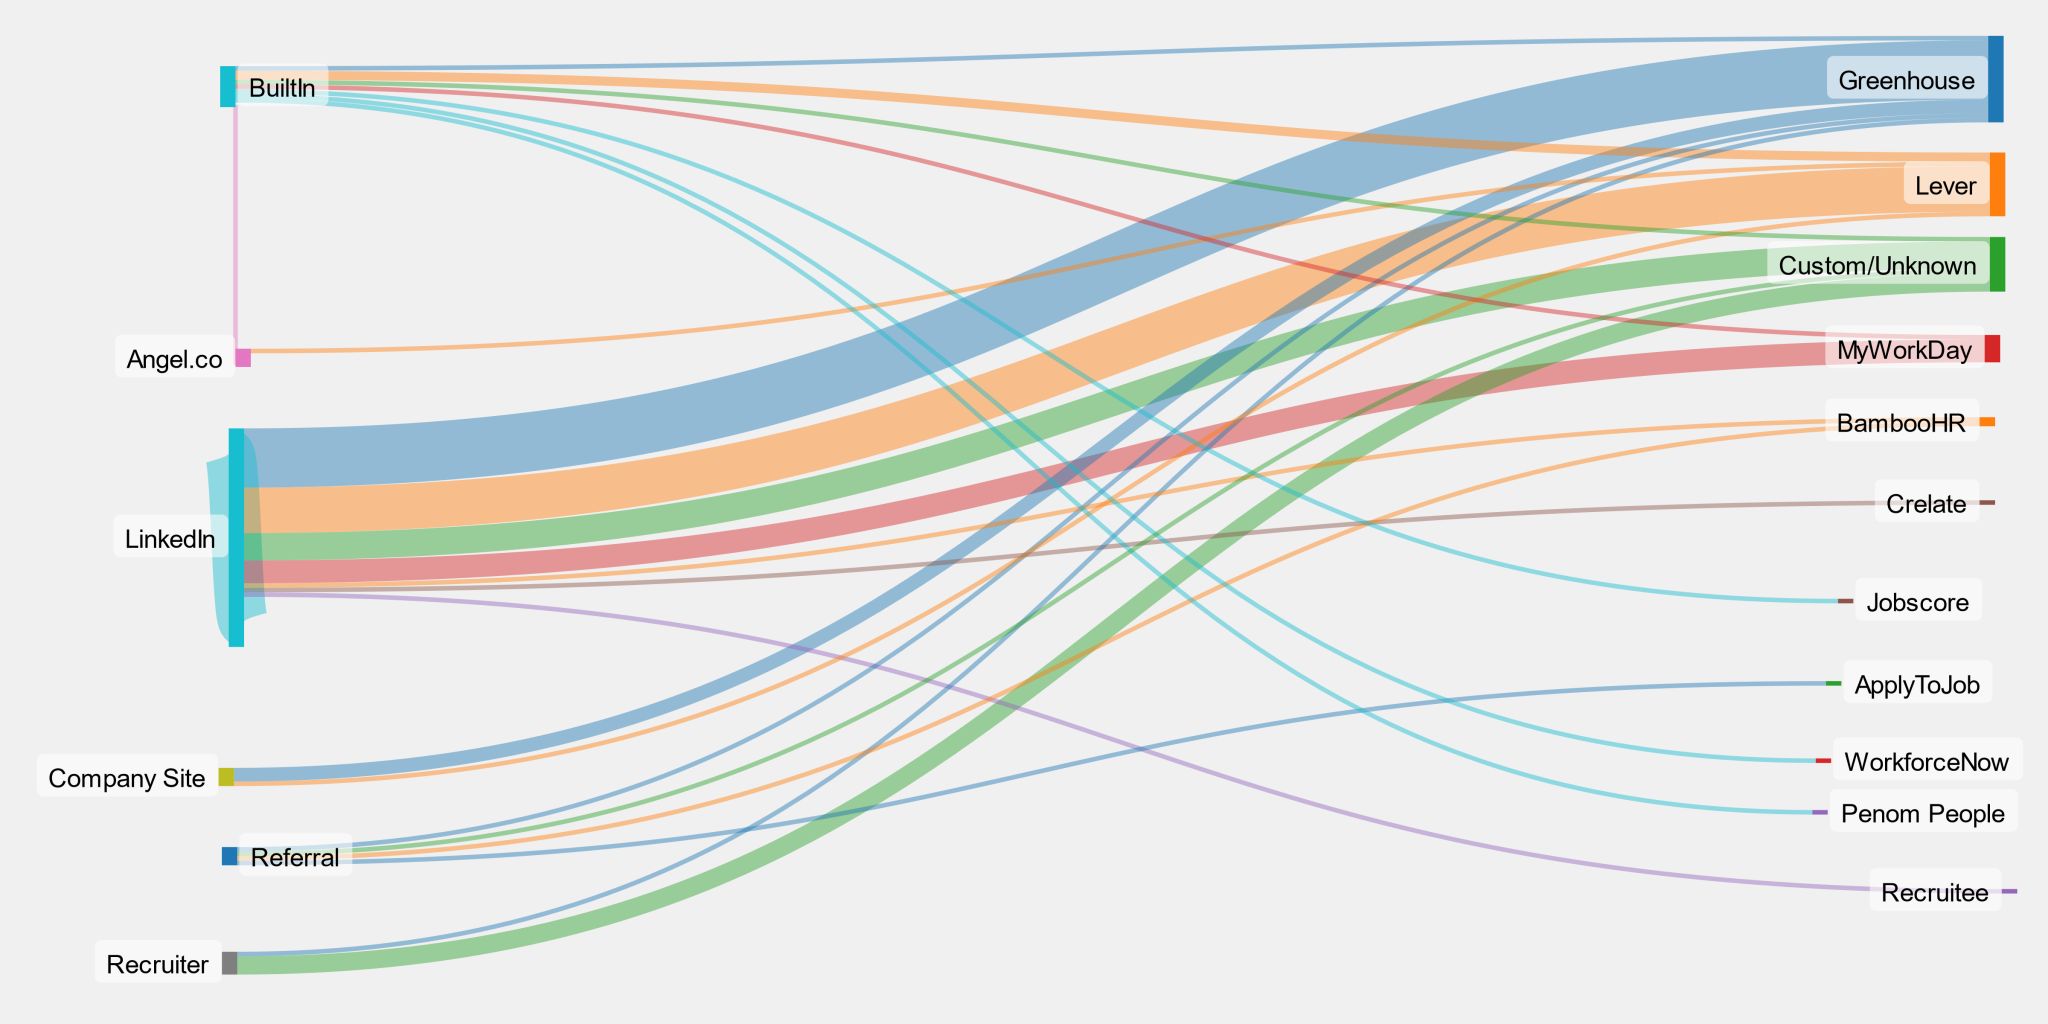 BuiltIn
Angel.co
LinkedIn
Company Site
Referral
Recruiter
Greenhouse
Lever
Custom/Unknown
MyWorkDay
BambooHR
Crelate
Jobscore
ApplyToJob
WorkforceNow
Penom People
Recruitee